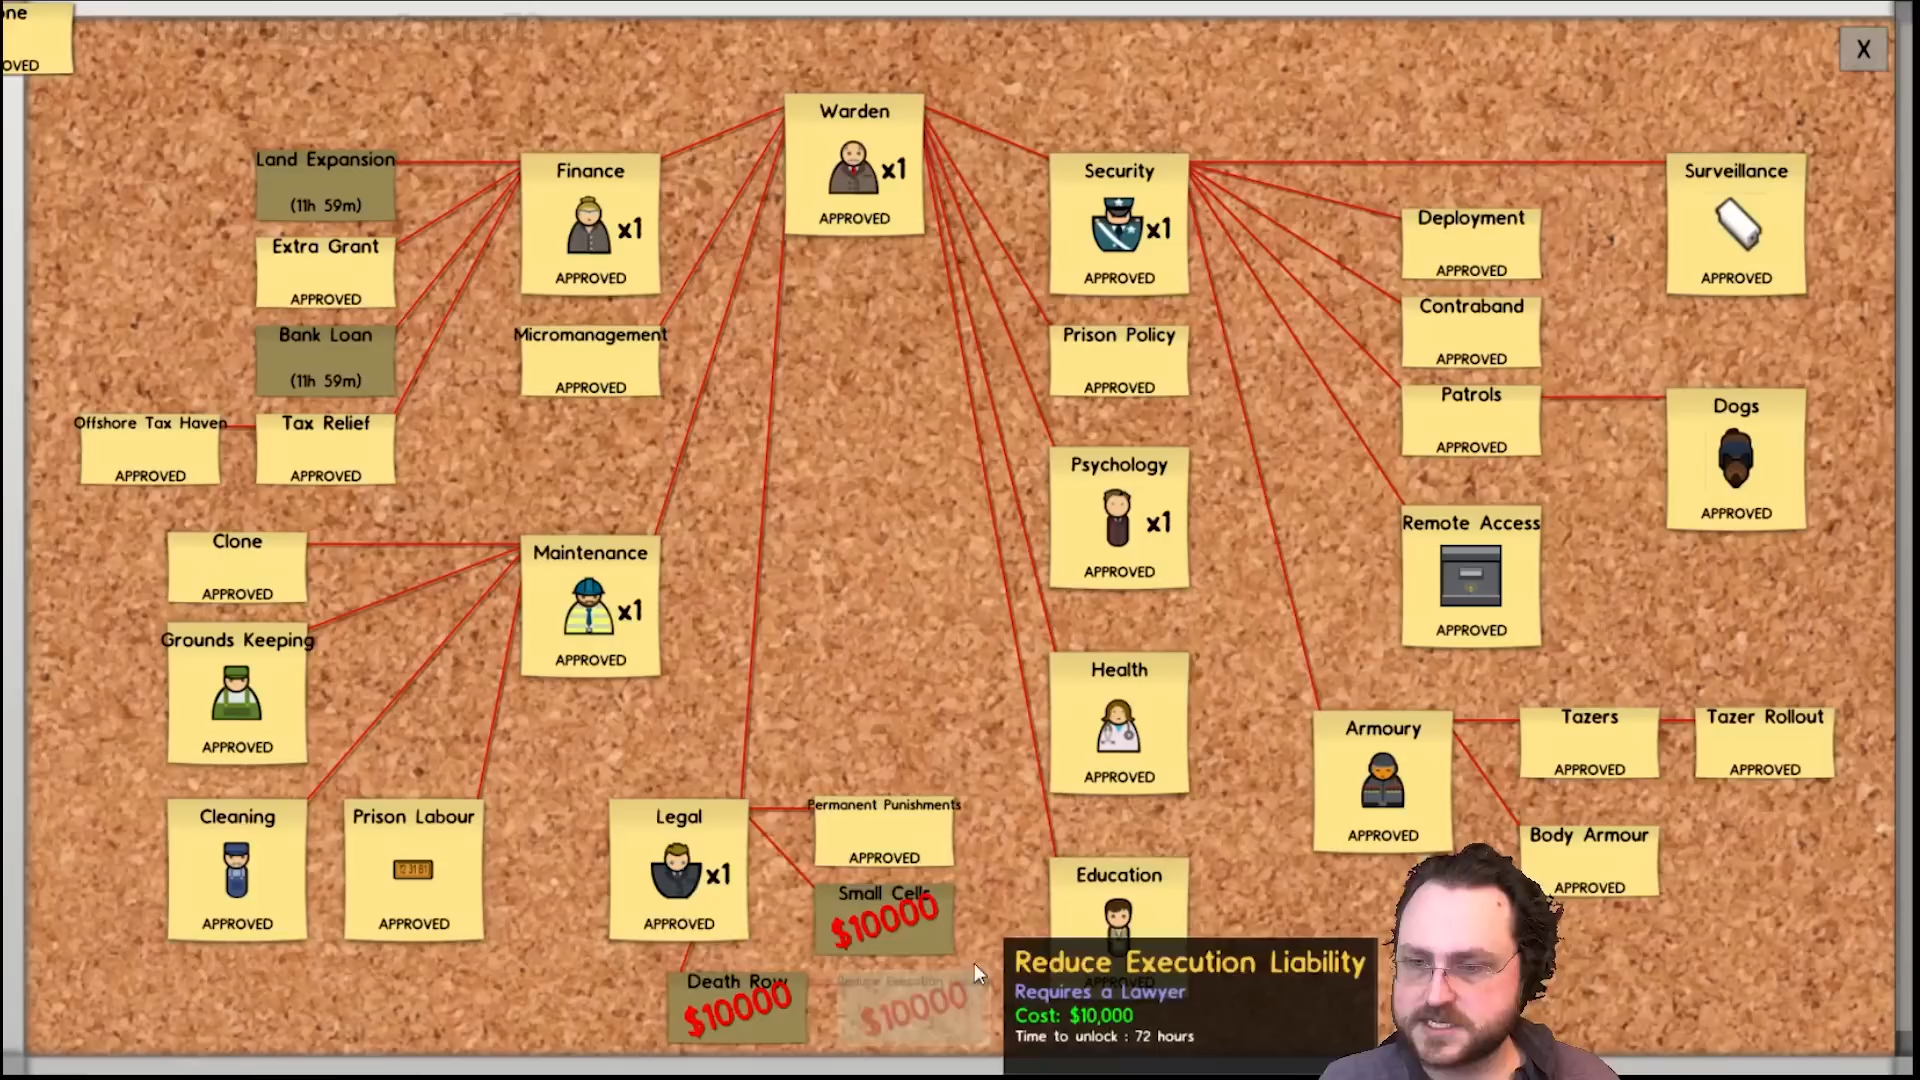 ne
OVED
X
Warden
x1
APPROVED
Land Expansion
(11h 59m)
Finance
x1
APPROVED
Security
x1
APPROVED
Surveillance
APPROVED
Extra Grant
APPROVED
Deployment
APPROVED
Bank Loan
(11h 59m)
Micromanagement
APPROVED
Prison Policy
APPROVED
Contraband
APPROVED
Offshore Tax Haven
APPROVED
Tax Relief
APPROVED
Patrols
APPROVED
Dogs
APPROVED
Psychology
x1
APPROVED
Clone
APPROVED
Maintenance
x1
APPROVED
Remote Access
APPROVED
Grounds Keeping
APPROVED
Health
APPROVED
Armoury
APPROVED
Tazers
APPROVED
Tazer Rollout
APPROVED
Cleaning
APPROVED
Prison Labour
12 31 61
APPROVED
Legal
x1
APPROVED
Permanent Punishments
APPROVED
Body Armour
APPROVED
Small Cells
$10000
Education
Death Row
$10000
Reduce Execution
$10000
Reduce Execution Liability
Requires a Lawyer
Cost: $10,000
Time to unlock : 72 hours